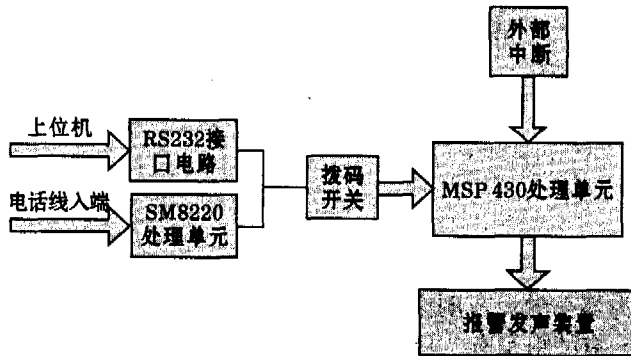 外部
中断
上位机
RS232接
口电路
电话线入端
SM8220
处理单元
拨码
开关
MSP 430处理单元
报警发声装置